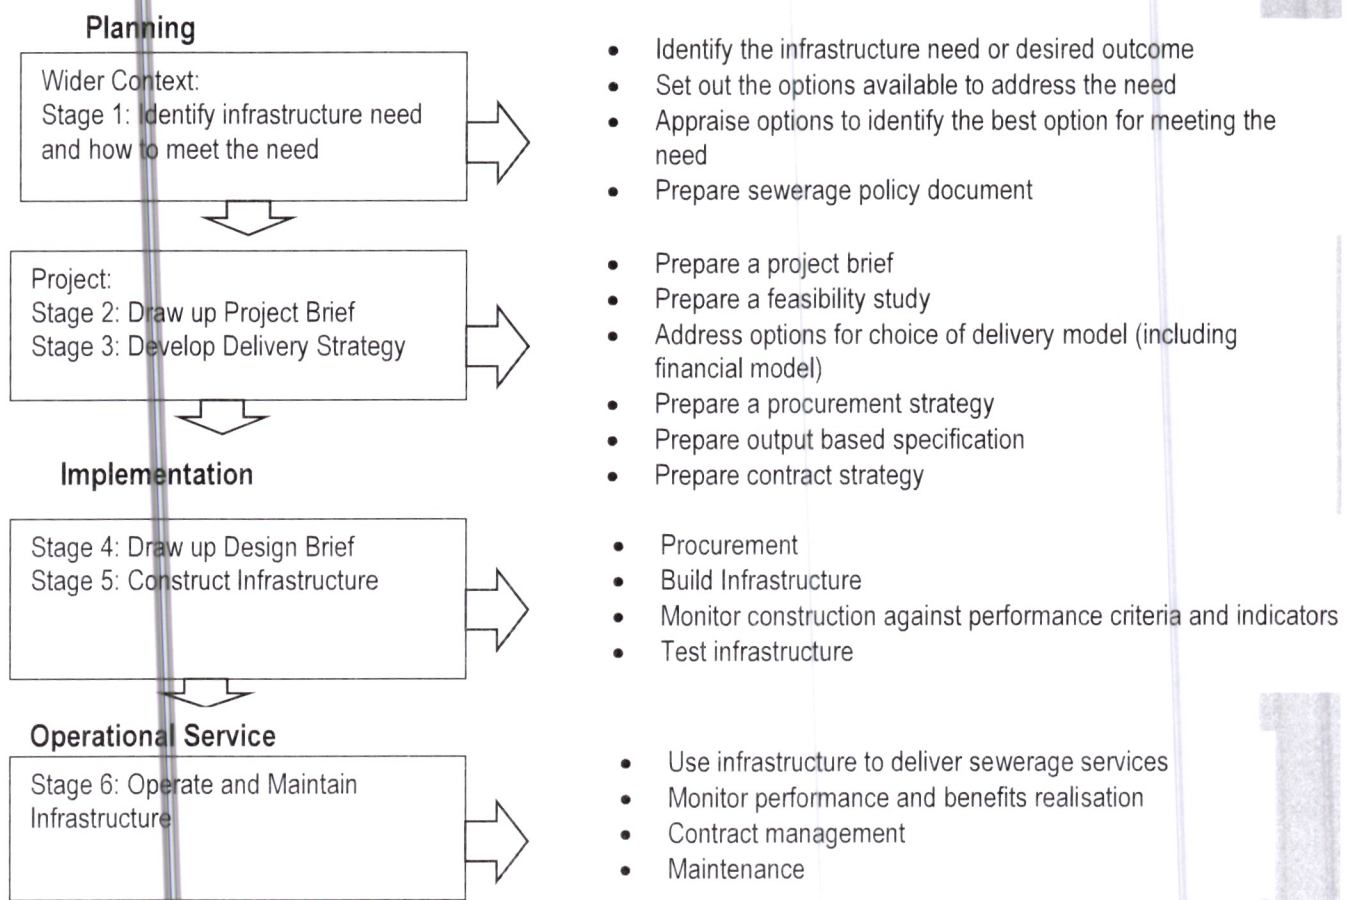 Planning
Wider Context:
Stage 1: Identify infrastructure need
and how to meet the need
• Identify the infrastructure need or desired outcome
• Set out the options available to address the need
• Appraise options to identify the best option for meeting the
need
• Prepare sewerage policy document
Project:
Stage 2: Draw up Project Brief
Stage 3: Develop Delivery Strategy
• Prepare a project brief
• Prepare a feasibility study
• Address options for choice of delivery model (including
financial model)
• Prepare a procurement strategy
• Prepare output based specification
• Prepare contract strategy
Implementation
Stage 4: Draw up Design Brief
Stage 5: Construct Infrastructure
• Procurement
• Build Infrastructure
• Monitor construction against performance criteria and indicators
• Test infrastructure
Operational Service
Stage 6: Operate and Maintain
Infrastructure
• Use infrastructure to deliver sewerage services
• Monitor performance and benefits realisation
• Contract management
• Maintenance